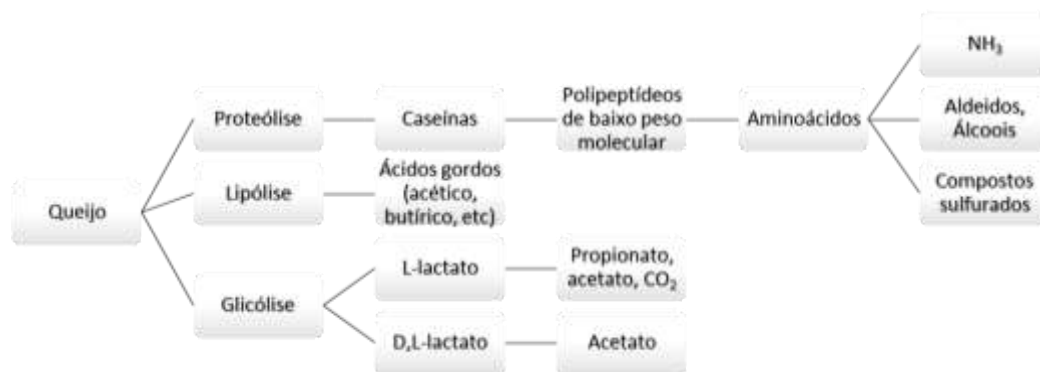 Queijo
Proteólise
Caseínas
Polipeptídeos
de baixo peso
molecular
Aminoácidos
NH₃
Aldeidos,
Álcoois
Compostos
sulfurados
Lipólise
Ácidos gordos
(acético,
butírico, etc)
Glicólise
L-lactato
Propionato,
acetato, CO₂
D,L-lactato
Acetato